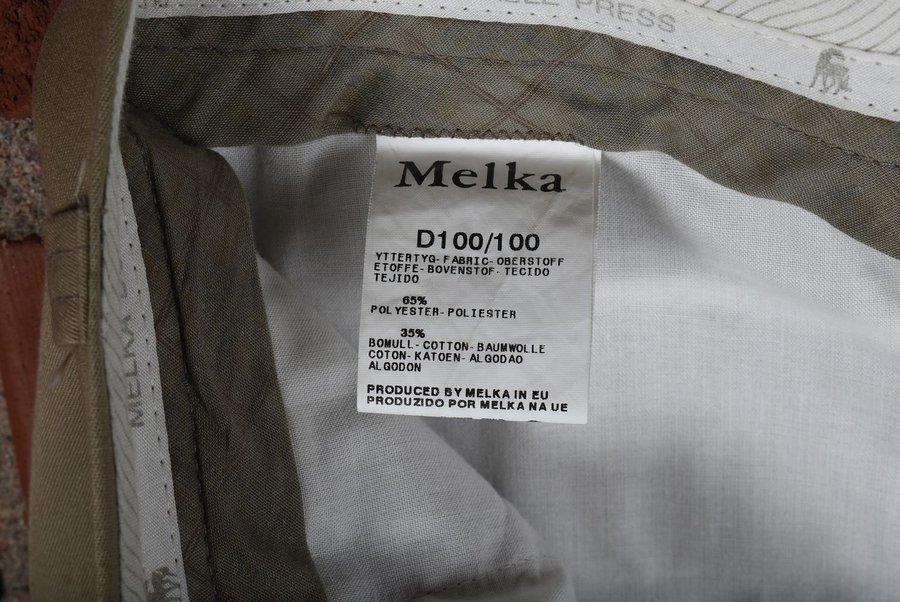 PRESS
Melka
D100/100
YTTERTYG-FABRIC-OBERSTOFF
ETOFFE-BOVENSTOF-TECIDO
TEJIDO
65%
POLYESTER-POLIESTER
35%
BOMULL-COTTON-BAUMWOLLE
COTON-KATOEN-ALGODAO
ALGODON
PRODUCED BY MELKA IN EU
PRODUZIDO POR MELKA NA UE
MELKA